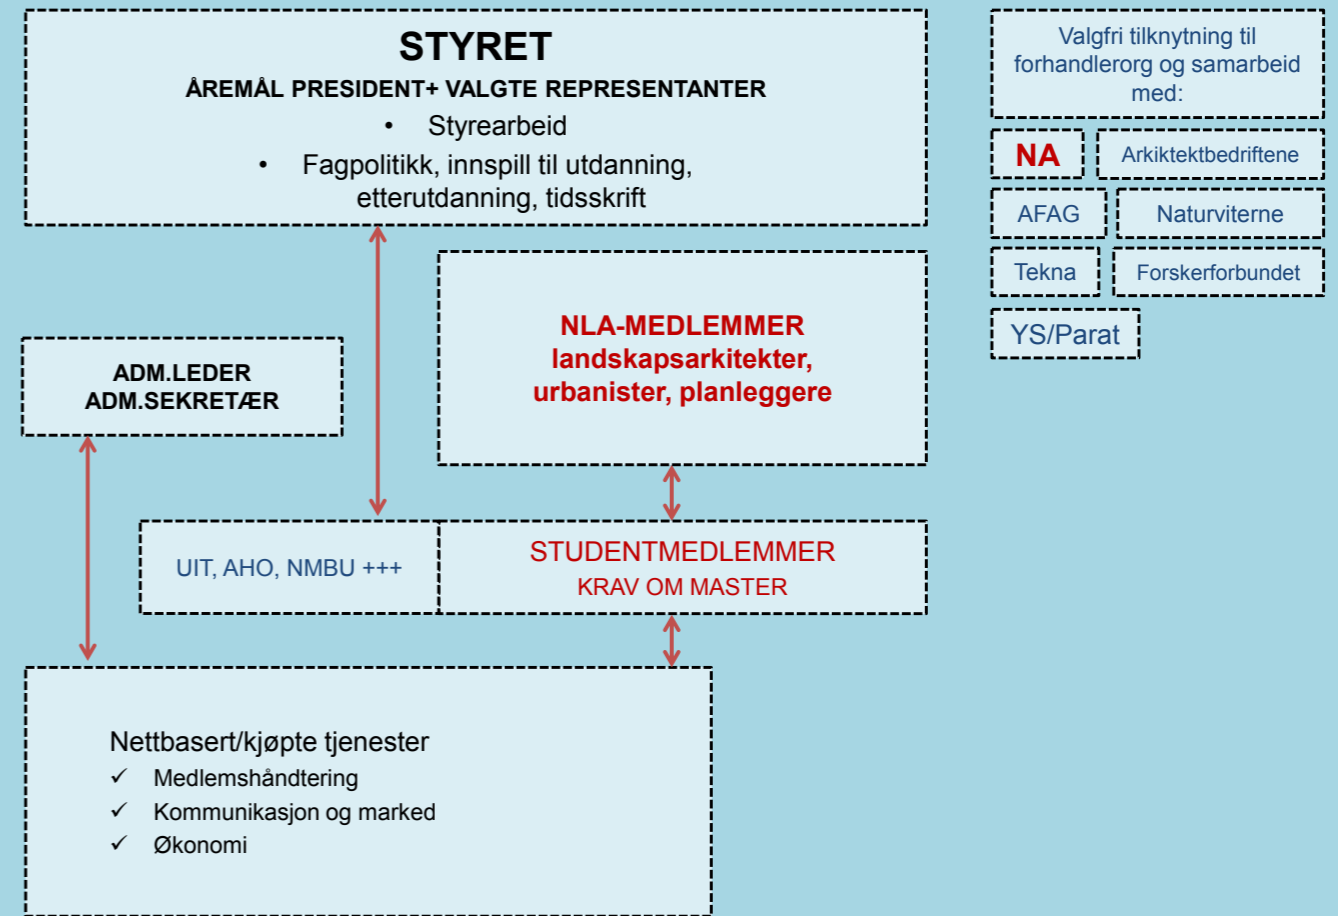 STYRET
ÅREMÅL PRESIDENT+ VALGTE REPRESENTANTER
• Styrearbeid
• Fagpolitikk, innspill til utdanning,
etterutdanning, tidsskrift
Valgfri tilknytning til
forhandlerorg og samarbeid
med:
NA
Arkiktektbedriftene
AFAG
Naturviterne
Tekna
Forskerforbundet
YS/Parat
NLA-MEDLEMMER
landskapsarkitekter,
urbanister, planleggere
ADM.LEDER
ADM.SEKRETÆR
UIT, AHO, NMBU +++
STUDENTMEDLEMMER
KRAV OM MASTER
Nettbasert/kjøpte tjenester
✓ Medlemshåndtering
✓ Kommunikasjon og marked
✓ Økonomi